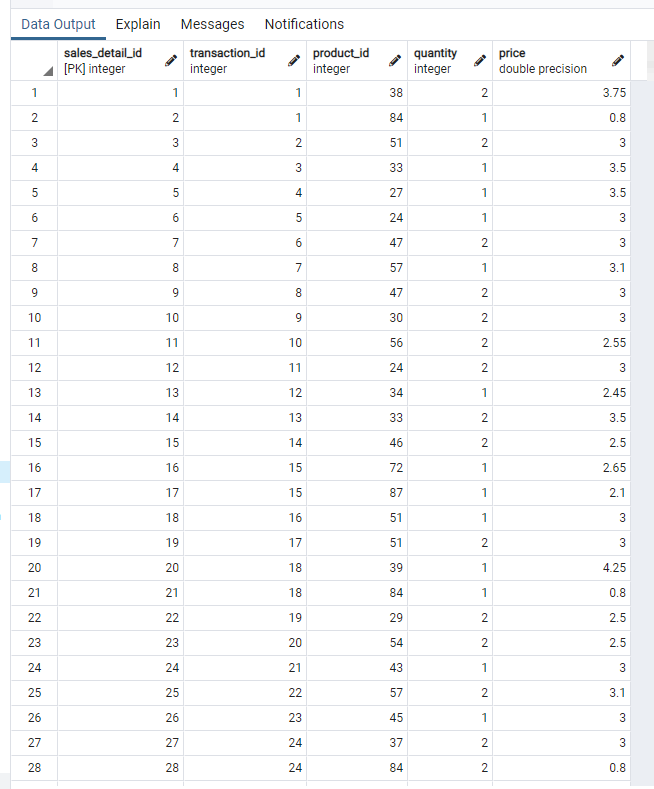 Data Output Explain Messages Notifications
sales_detail_id transaction_id product_id quantity price
[PK] integer integer integer integer double precision
1 1 1 38 2 3.75
2 2 1 84 1 0.8
3 3 2 51 2 3
4 4 3 33 1 3.5
5 5 4 27 1 3.5
6 6 5 24 1 3
7 7 6 47 2 3
8 8 7 57 1 3.1
9 9 8 47 2 3
10 10 9 30 2 3
11 11 10 56 2 2.55
12 12 11 24 2 3
13 13 12 34 1 2.45
14 14 13 33 2 3.5
15 15 14 46 2 2.5
16 16 15 72 1 2.65
17 17 15 87 1 2.1
18 18 16 51 1 3
19 19 17 51 2 3
20 20 18 39 1 4.25
21 21 18 84 1 0.8
22 22 19 29 2 2.5
23 23 20 54 2 2.5
24 24 21 43 1 3
25 25 22 57 2 3.1
26 26 23 45 1 3
27 27 24 37 2 3
28 28 24 84 2 0.8